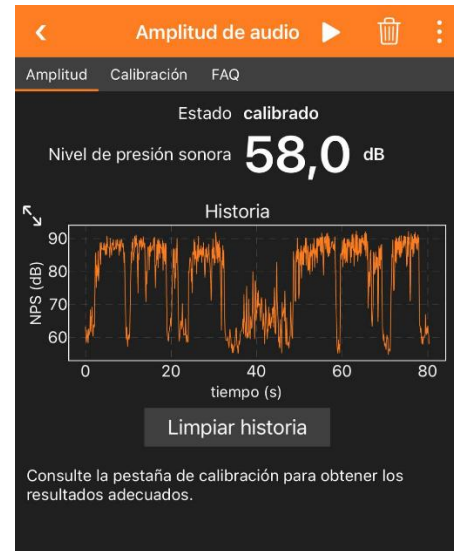 Amplitud de audio
Amplitud Calibración FAQ
Estado calibrado
Nivel de presión sonora 58,0 dB
Historia
90
80
70
60
NPS (dB)
0 20 40 60 80
tiempo (s)
Limpiar historia
Consulte la pestaña de calibración para obtener los
resultados adecuados.